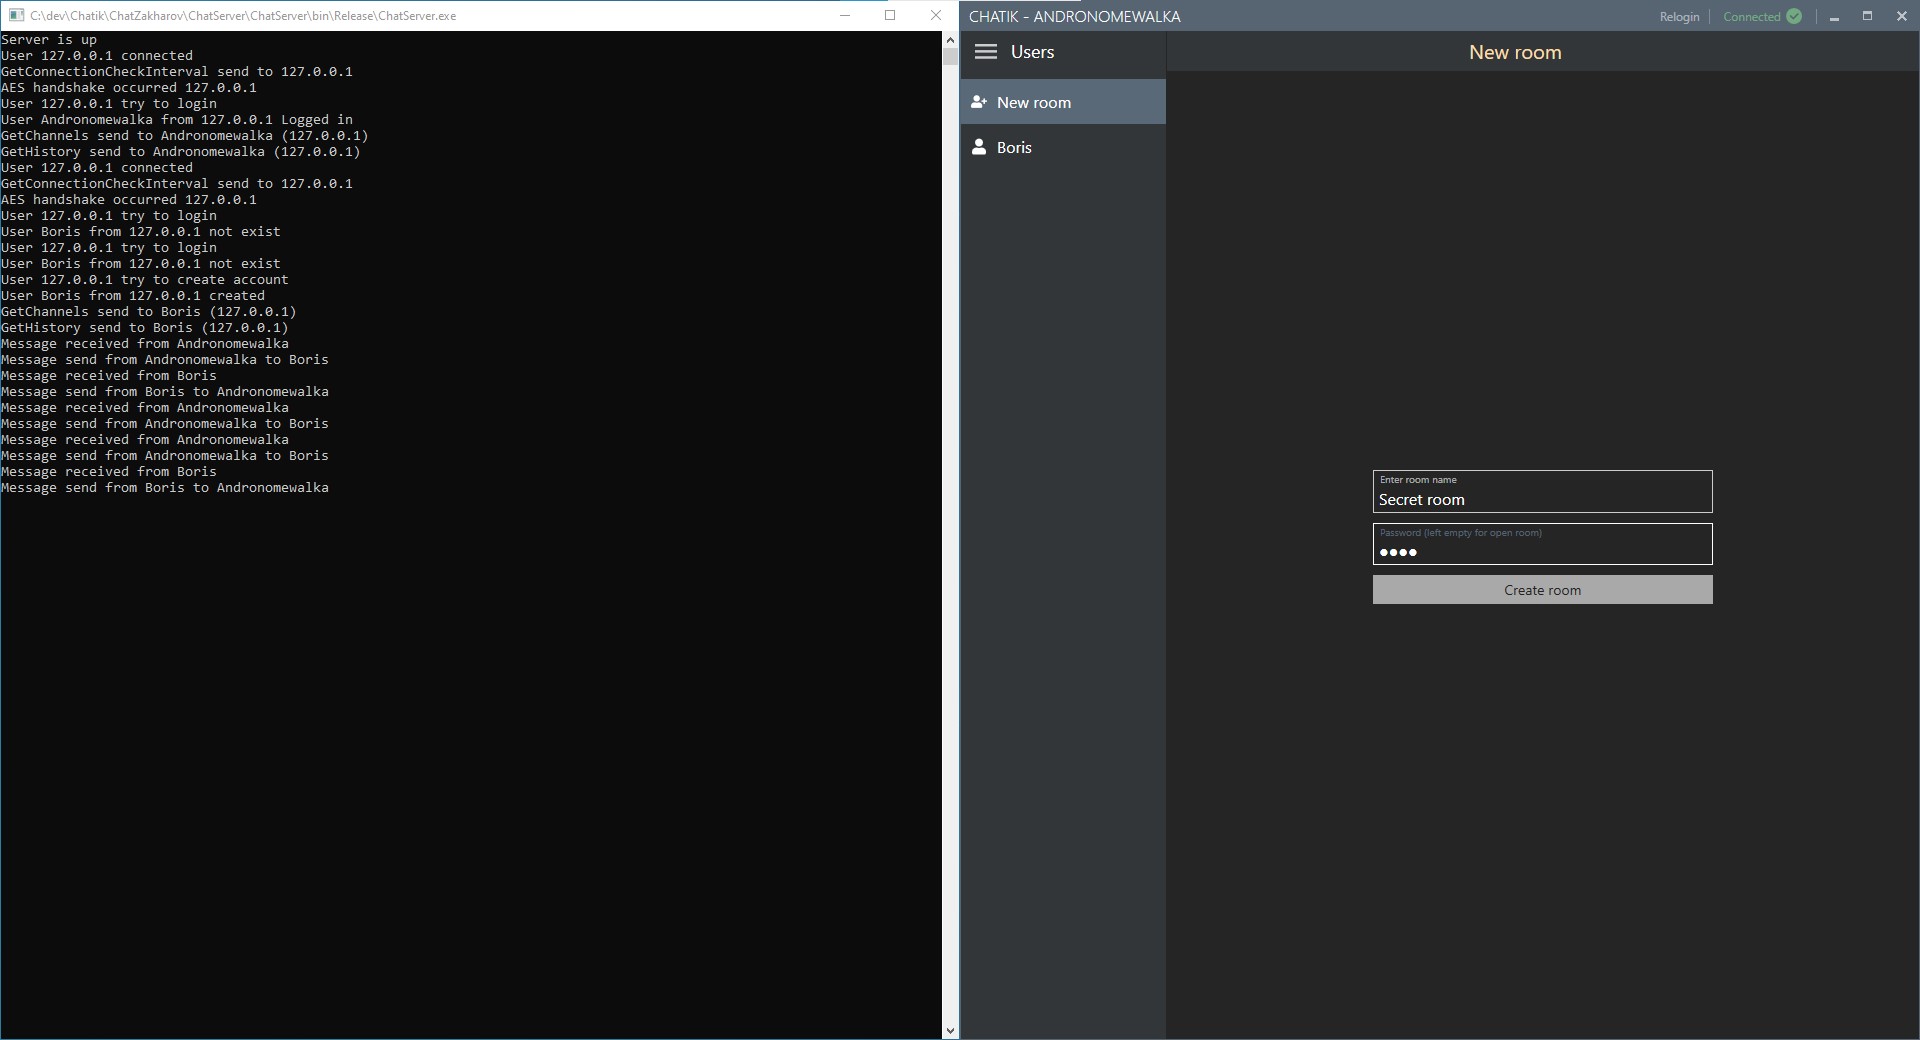 C:\dev\Chatik\ChatZakharov\ChatServer\ChatServer\bin\Release\ChatServer.exe
Server is up
User 127.0.0.1 connected
GetConnectionCheckInterval send to 127.0.0.1
AES handshake occurred 127.0.0.1
User 127.0.0.1 try to login
User Andronomewalka from 127.0.0.1 Logged in
GetChannels send to Andronomewalka (127.0.0.1)
GetHistory send to Andronomewalka (127.0.0.1)
User 127.0.0.1 connected
GetConnectionCheckInterval send to 127.0.0.1
AES handshake occurred 127.0.0.1
User 127.0.0.1 try to login
User Boris from 127.0.0.1 not exist
User 127.0.0.1 try to login
User Boris from 127.0.0.1 not exist
User 127.0.0.1 try to create account
User Boris from 127.0.0.1 created
GetChannels send to Boris (127.0.0.1)
GetHistory send to Boris (127.0.0.1)
Message received from Andronomewalka
Message send from Andronomewalka to Boris
Message received from Boris
Message send from Boris to Andronomewalka
Message received from Andronomewalka
Message send from Andronomewalka to Boris
Message received from Andronomewalka
Message send from Andronomewalka to Boris
Message received from Boris
Message send from Boris to Andronomewalka
CHATIK - ANDRONOMEWALKA
Relogin
Connected
Users
New room
New room
Boris
Enter room name
Secret room
Password (left empty for open room)
●●●●
Create room